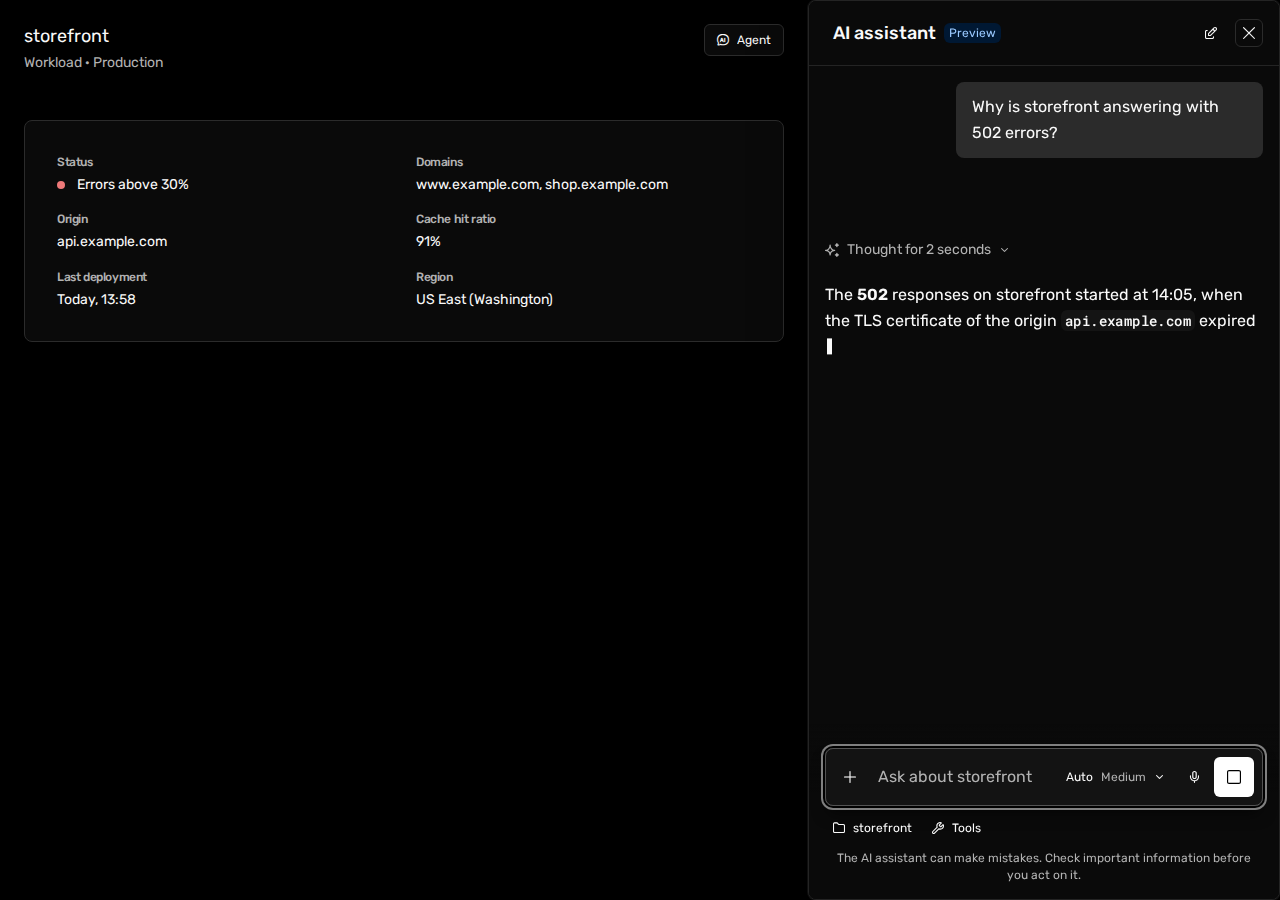 storefront
Workload • Production
Agent
Status
Errors above 30%
Domains
www.example.com, shop.example.com
Origin
api.example.com
Cache hit ratio
91%
Last deployment
Today, 13:58
Region
US East (Washington)
AI assistant
Preview
Why is storefront answering with
502 errors?
Thought for 2 seconds
The 502 responses on storefront started at 14:05, when
the TLS certificate of the origin api.example.com expired
Ask about storefront
Auto Medium
storefront
Tools
The AI assistant can make mistakes. Check important information before
you act on it.